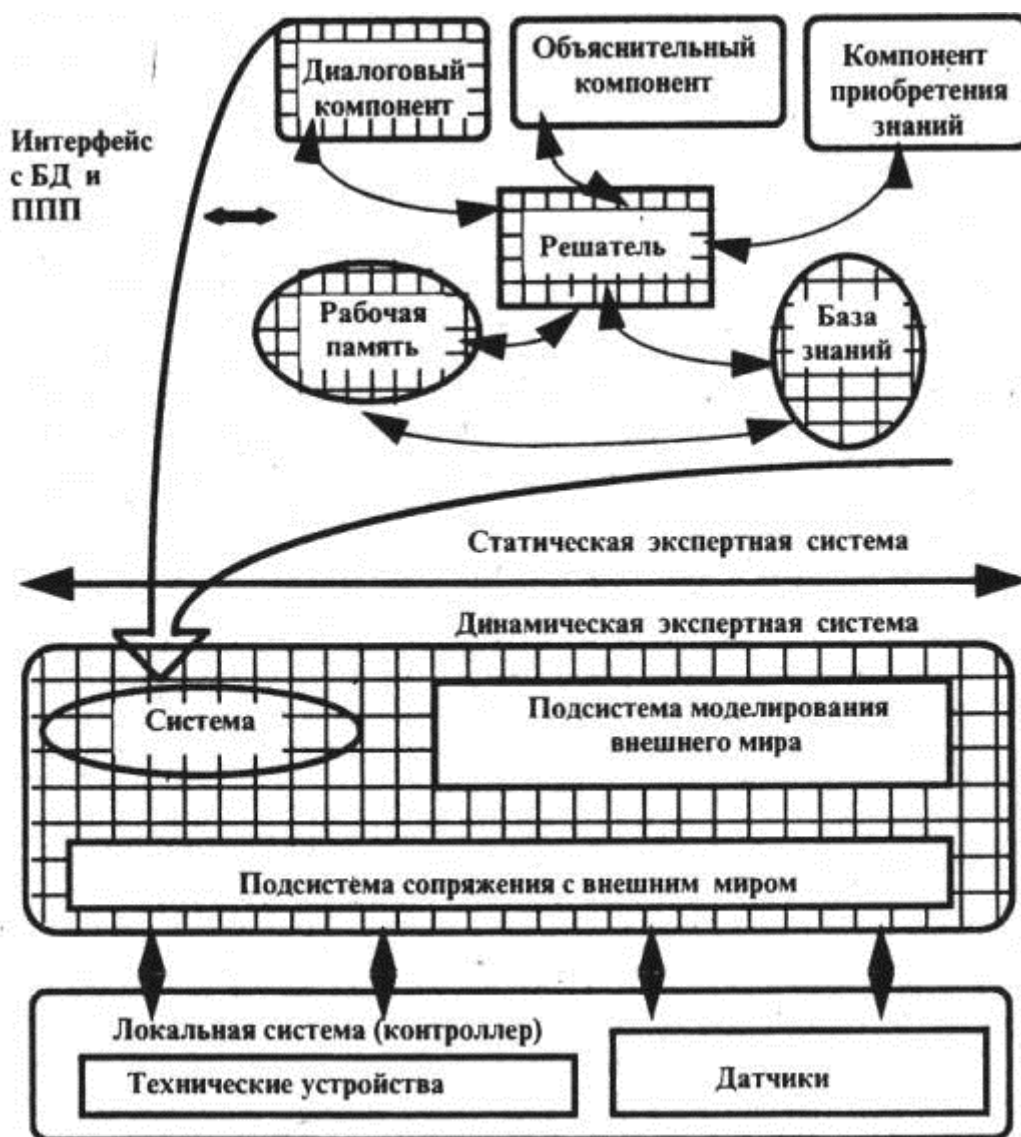 Диалоговый
компонент
Объяснительный
компонент
Компонент
приобретения
знаний
Интерфейс
с БД и
ППП
Решатель
Рабочая
память
База
знаний
Статическая экспертная система
Динамическая экспертная система
Система
Подсистема моделирования
внешнего мира
Подсистема сопряжения с внешним миром
Локальная система (контроллер)
Технические устройства
Датчики